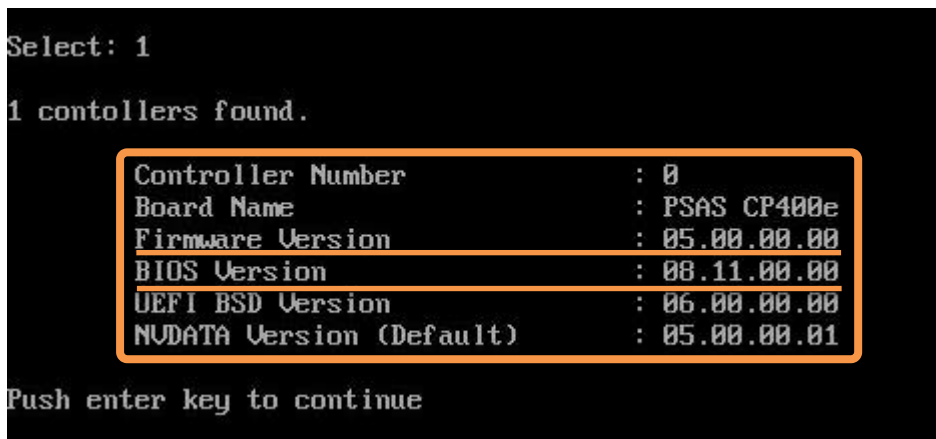 Select: 1
1 contollers found.
Controller Number : 0
Board Name : PSAS CP400e
Firmware Version : 05.00.00.00
BIOS Version : 08.11.00.00
UEFI BSD Version : 06.00.00.00
NVDATA Version (Default) : 05.00.00.01
Push enter key to continue